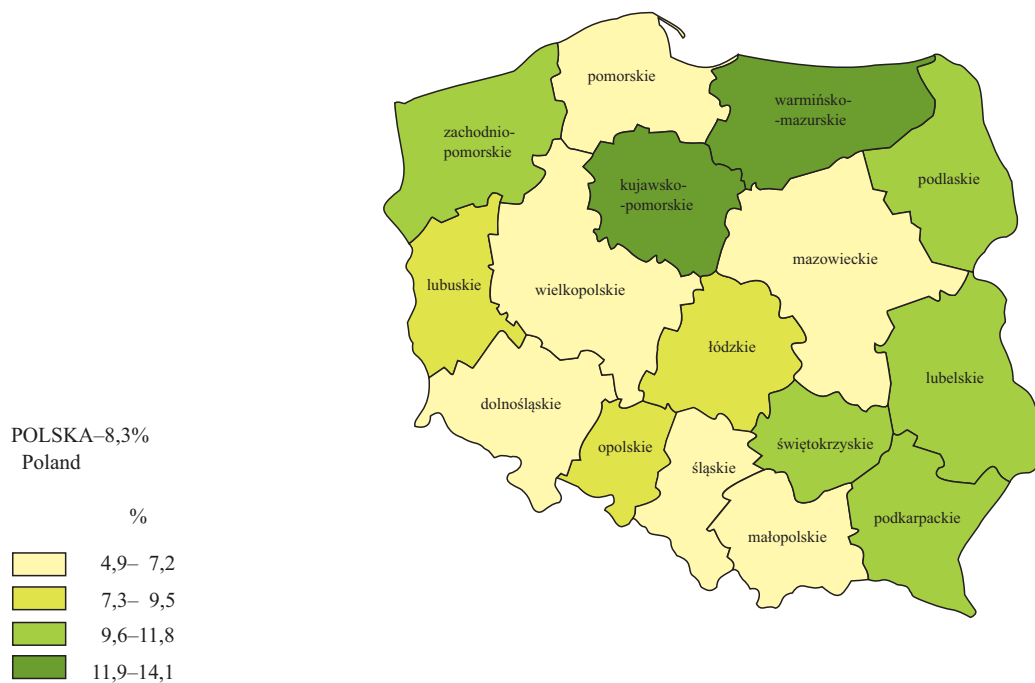 pomorskie
warmińsko-
-mazurskie
zachodnio-
pomorskie
podlaskie
kujawsko-
-pomorskie
mazowieckie
lubuskie
wielkopolskie
łódzkie
lubelskie
dolnośląskie
POLSKA–8,3%
Poland
opolskie
świętokrzyskie
śląskie
podkarpackie
małopolskie
%
4,9– 7,2
7,3– 9,5
9,6–11,8
11,9–14,1